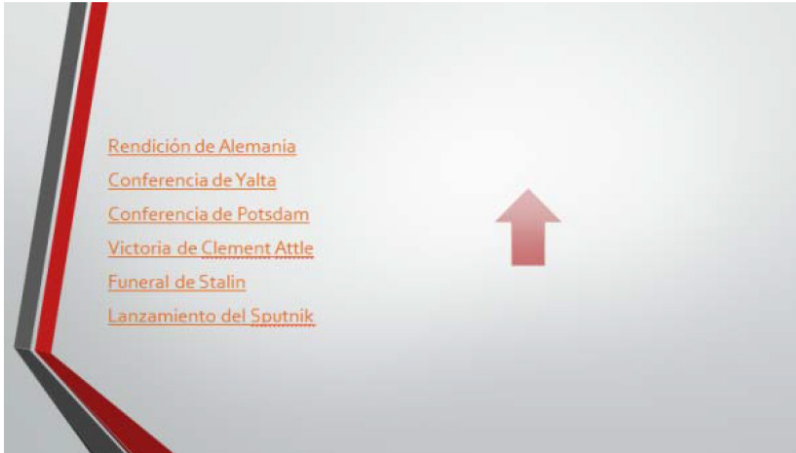 Rendición de Alemania
Conferencia de Yalta
Conferencia de Potsdam
Victoria de Clement Attle
Funeral de Stalin
Lanzamiento del Sputnik